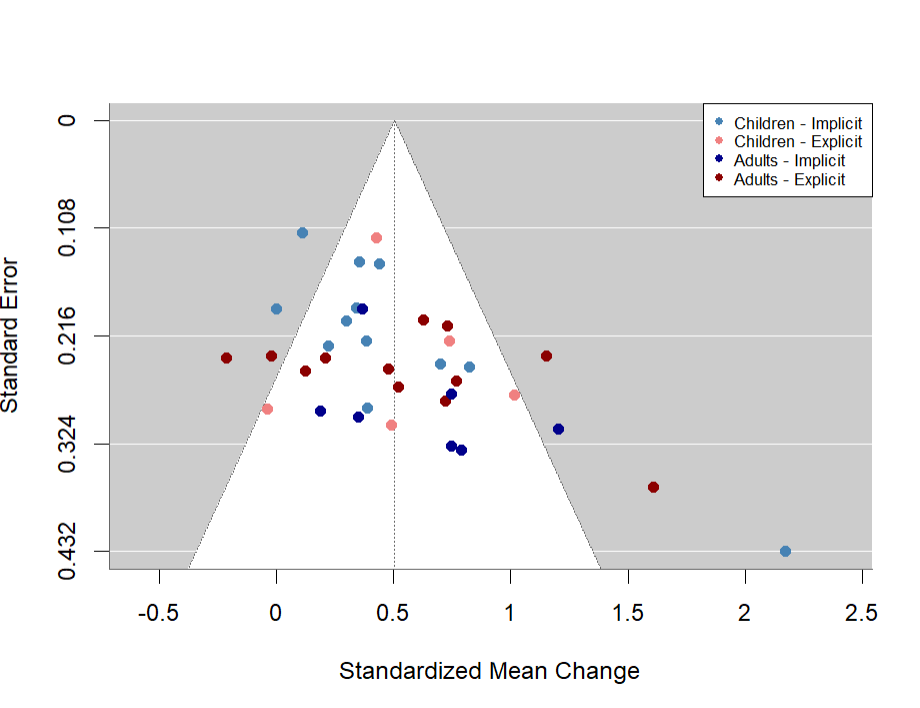 Children - Implicit
Children - Explicit
Adults - Implicit
Adults - Explicit
Standard Error
0
0.108
0.216
0.324
0.432
-0.5
0
0.5
1
1.5
2
2.5
Standardized Mean Change